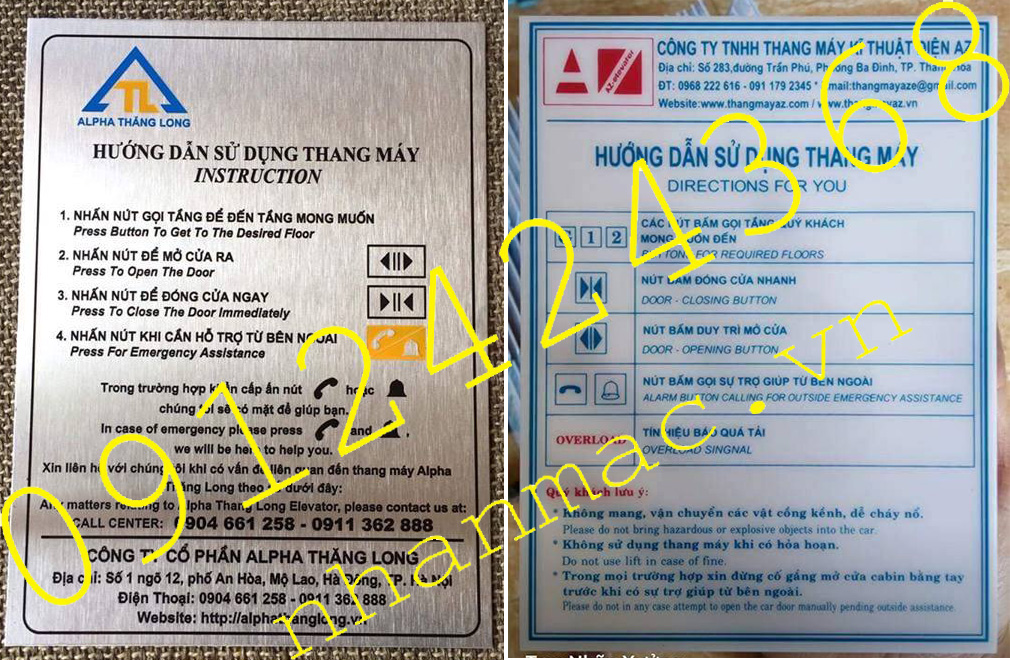 TL
ALPHA THĂNG LONG
HƯỚNG DẪN SỬ DỤNG THANG MÁY
INSTRUCTION
1. NHẤN NÚT GỌI TẦNG ĐỂ ĐẾN TẦNG MONG MUỐN
Press Button To Get To The Desired Floor
2. NHẤN NÚT ĐỂ MỞ CỬA RA
Press To Open The Door
3. NHẤN NÚT ĐỂ ĐÓNG CỬA NGAY
Press To Close The Door Immediately
4. NHẤN NÚT KHI CẦN HỖ TRỢ TỪ BÊN NGOÀI
Press For Emergency Assistance
Trong trường hợp khẩn cấp ấn nút hoặc
chúng tôi sẽ có mặt để giúp bạn.
In case of emergency please press and ,
we will be here to help you.
Xin liên hệ với chúng tôi khi có vấn đề liên quan đến thang máy Alpha
Thăng Long theo số dưới đây:
Any matters relating to Alpha Thang Long Elevator, please contact us at:
CALL CENTER: 0904 661 258 - 0911 362 888
CÔNG TY CỔ PHẦN ALPHA THĂNG LONG
Địa chỉ: Số 1 ngõ 12, phố An Hòa, Mộ Lao, Hà Đông, TP. Hà Nội
Điện Thoại: 0904 661 258 - 0911 362 888
Website: http://alphathanglong.vn
A Z
AZ-elevator
CÔNG TY TNHH THANG MÁY KĨ THUẬT ĐIỆN AZ
Địa chỉ: Số 283,đường Trần Phú, Phường Ba Đình, TP. Thanh Hóa
ĐT: 0968 222 616 - 091 179 2345 * Email:thangmayaze@gmail.com
Website:www.thangmayaz.com / www.thangmayaz.vn
HƯỚNG DẪN SỬ DỤNG THANG MÁY
DIRECTIONS FOR YOU
G 1 2
CÁC NÚT BẤM GỌI TẦNG QUÝ KHÁCH
MONG MUỐN ĐẾN
BUTTONS FOR REQUIRED FLOORS
NÚT BẤM ĐÓNG CỬA NHANH
DOOR - CLOSING BUTTON
NÚT BẤM DUY TRÌ MỞ CỬA
DOOR - OPENING BUTTON
NÚT BẤM GỌI SỰ TRỢ GIÚP TỪ BÊN NGOÀI
ALARM BUTTON CALLING FOR OUTSIDE EMERGENCY ASSISTANCE
OVERLOAD
TÍN HIỆU BÁO QUÁ TẢI
OVERLOAD SINGNAL
Quý khách lưu ý:
* Không mang, vận chuyển các vật cồng kềnh, dễ cháy nổ.
Please do not bring hazardous or explosive objects into the car.
* Không sử dụng thang máy khi có hỏa hoạn.
Do not use lift in case of fine.
* Trong mọi trường hợp xin đừng cố gắng mở cửa cabin bằng tay
trước khi có sự trợ giúp từ bên ngoài.
Please do not in any case attempt to open the car door manually pending outside assistance.
0912424368
nhanmac.vn